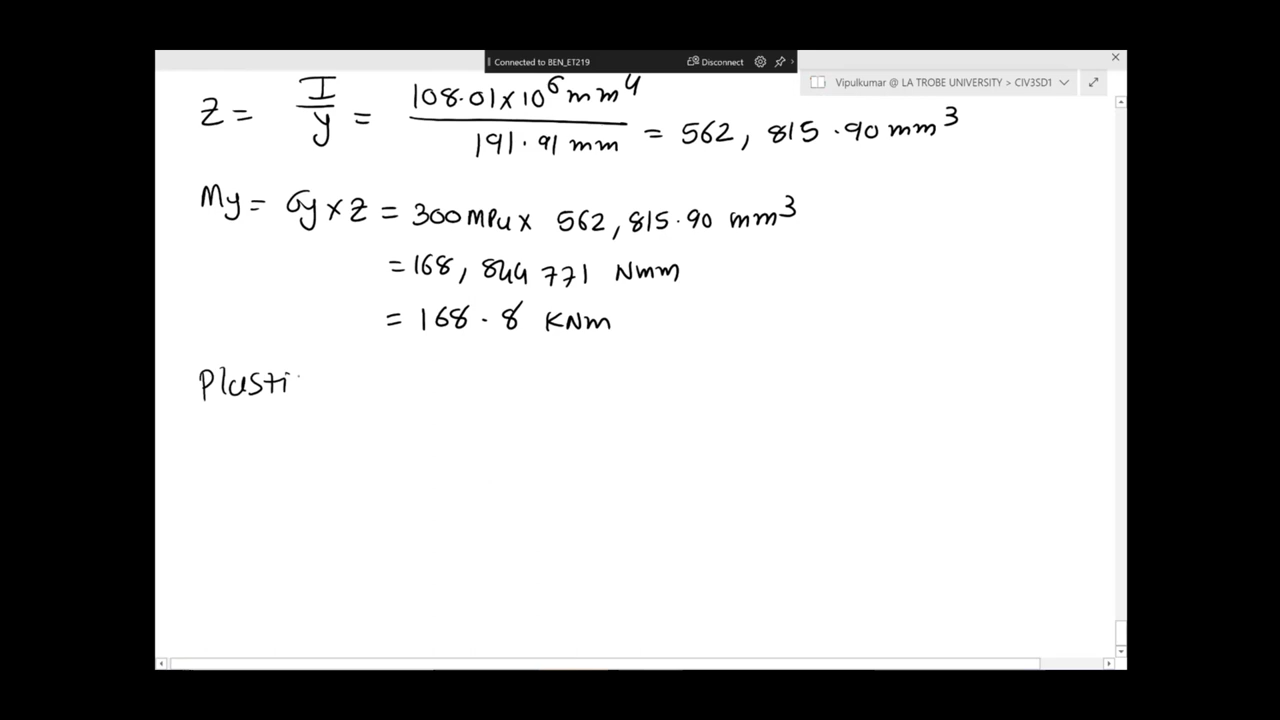 Connected to BEN_ET219 Disconnect
Vipulkumar @ LA TROBE UNIVERSITY > CIV3SD1
Z = I/y = 108.01x10^6 mm^4 / 191.91 mm = 562, 815.90 mm^3
My = σy x Z = 300 MPa x 562, 815.90 mm^3
= 168, 844 771 Nmm
= 168.8 KNm
Plasti